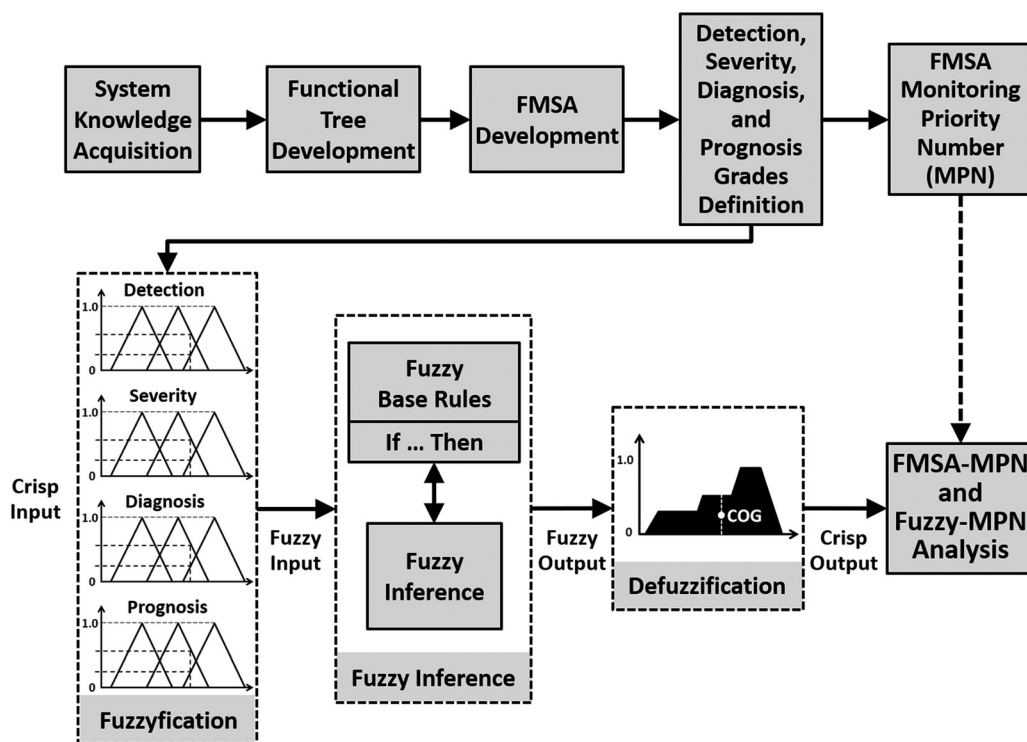 System
Knowledge
Acquisition
Functional
Tree
Development
FMSA
Development
Detection,
Severity,
Diagnosis,
and
Prognosis
Grades
Definition
FMSA
Monitoring
Priority
Number
(MPN)
Crisp
Input
Detection
1.0
0
Severity
1.0
0
Diagnosis
1.0
0
Prognosis
1.0
0
Fuzzyfication
Fuzzy
Input
Fuzzy
Base Rules
If ... Then
Fuzzy
Inference
Fuzzy Inference
Fuzzy
Output
1.0
0
COG
Defuzzification
Crisp
Output
FMSA-MPN
and
Fuzzy-MPN
Analysis